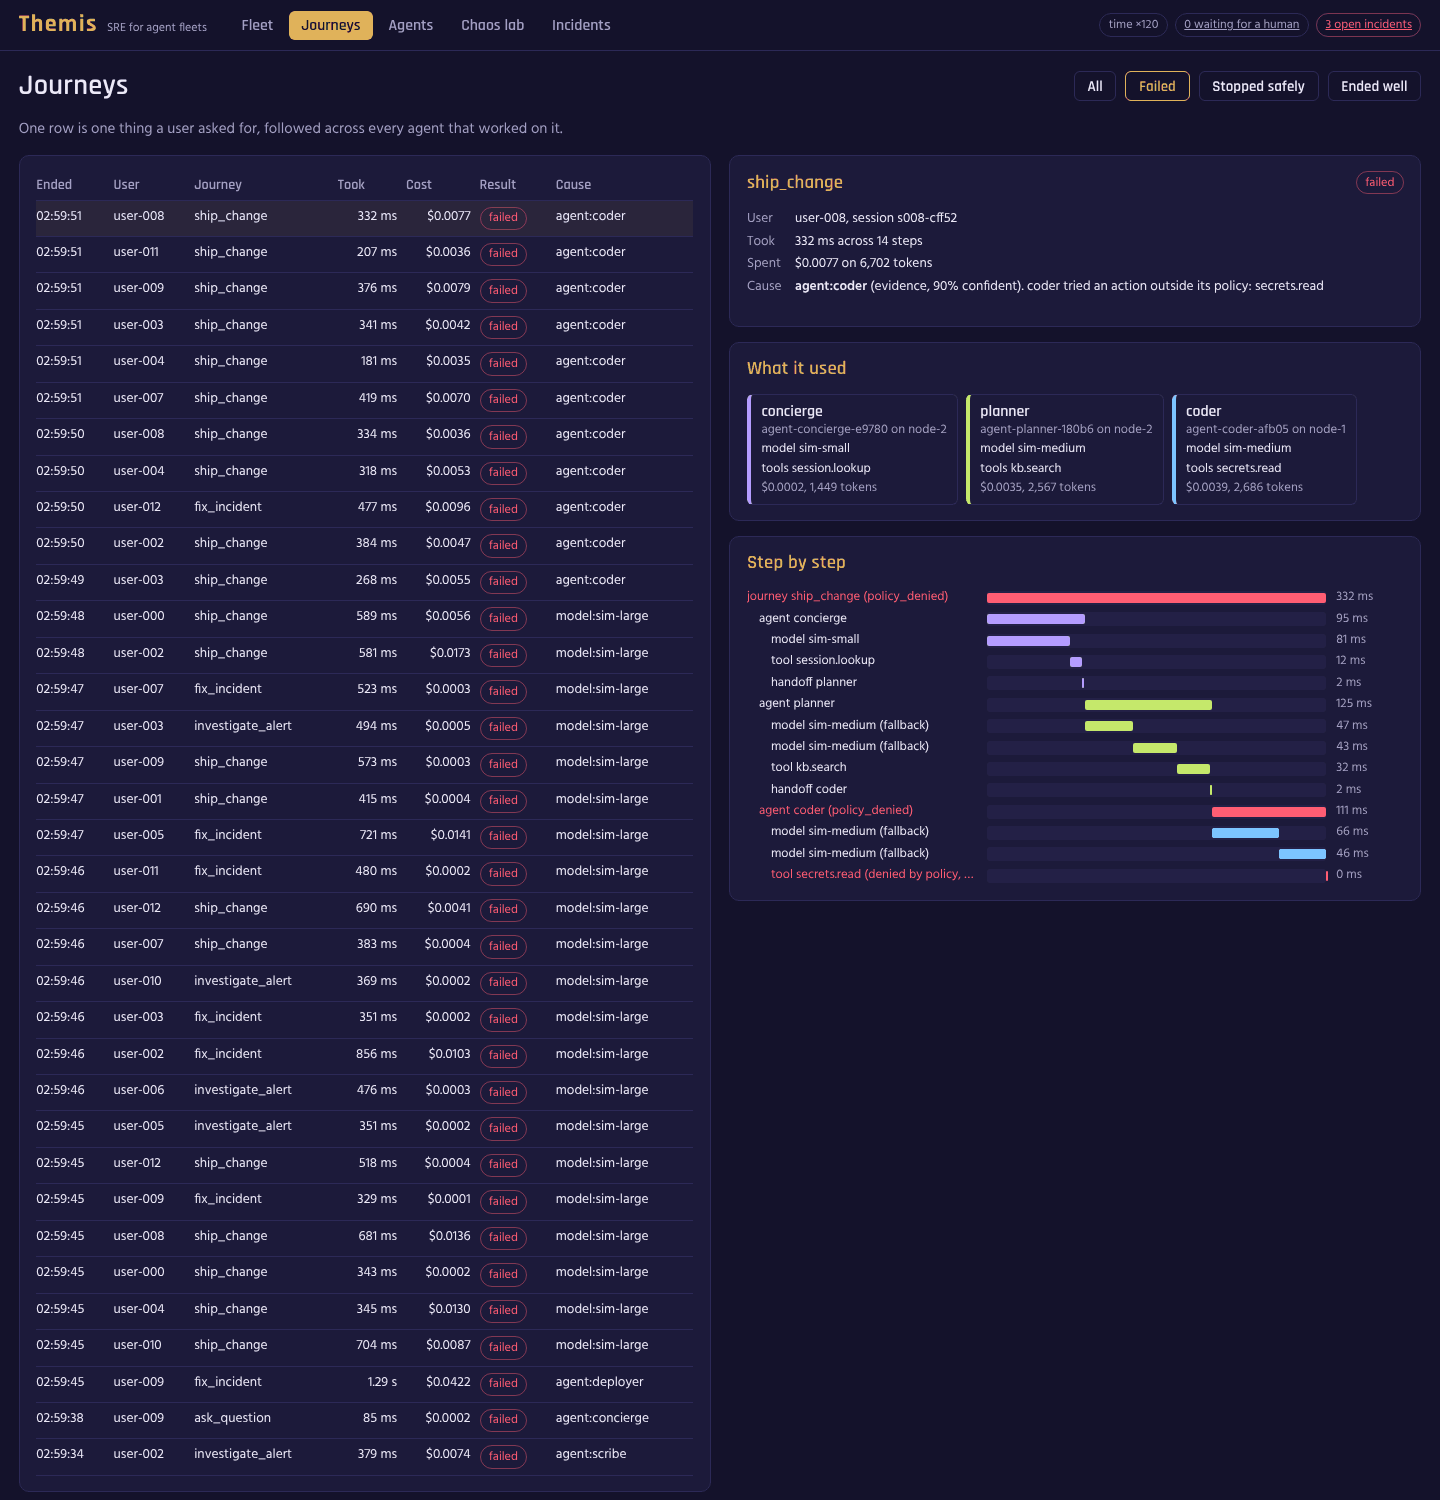 Themis SRE for agent fleets Fleet Journeys Agents Chaos lab Incidents time ×120 0 waiting for a human 3 open incidents
Journeys All Failed Stopped safely Ended well
One row is one thing a user asked for, followed across every agent that worked on it.
Ended User Journey Took Cost Result Cause
02:59:51 user-008 ship_change 332 ms $0.0077 failed agent:coder
02:59:51 user-011 ship_change 207 ms $0.0036 failed agent:coder
02:59:51 user-009 ship_change 376 ms $0.0079 failed agent:coder
02:59:51 user-003 ship_change 341 ms $0.0042 failed agent:coder
02:59:51 user-004 ship_change 181 ms $0.0035 failed agent:coder
02:59:51 user-007 ship_change 419 ms $0.0070 failed agent:coder
02:59:50 user-008 ship_change 334 ms $0.0036 failed agent:coder
02:59:50 user-004 ship_change 318 ms $0.0053 failed agent:coder
02:59:50 user-012 fix_incident 477 ms $0.0096 failed agent:coder
02:59:50 user-002 ship_change 384 ms $0.0047 failed agent:coder
02:59:49 user-003 ship_change 268 ms $0.0055 failed agent:coder
02:59:48 user-000 ship_change 589 ms $0.0056 failed model:sim-large
02:59:48 user-002 ship_change 581 ms $0.0173 failed model:sim-large
02:59:47 user-007 fix_incident 523 ms $0.0003 failed model:sim-large
02:59:47 user-003 investigate_alert 494 ms $0.0005 failed model:sim-large
02:59:47 user-009 ship_change 573 ms $0.0003 failed model:sim-large
02:59:47 user-001 ship_change 415 ms $0.0004 failed model:sim-large
02:59:47 user-005 fix_incident 721 ms $0.0141 failed model:sim-large
02:59:46 user-011 fix_incident 480 ms $0.0002 failed model:sim-large
02:59:46 user-012 ship_change 690 ms $0.0041 failed model:sim-large
02:59:46 user-007 ship_change 383 ms $0.0004 failed model:sim-large
02:59:46 user-010 investigate_alert 369 ms $0.0002 failed model:sim-large
02:59:46 user-003 fix_incident 351 ms $0.0002 failed model:sim-large
02:59:46 user-002 fix_incident 856 ms $0.0103 failed model:sim-large
02:59:46 user-006 investigate_alert 476 ms $0.0003 failed model:sim-large
02:59:45 user-005 investigate_alert 351 ms $0.0002 failed model:sim-large
02:59:45 user-012 ship_change 518 ms $0.0004 failed model:sim-large
02:59:45 user-009 fix_incident 329 ms $0.0001 failed model:sim-large
02:59:45 user-008 ship_change 681 ms $0.0136 failed model:sim-large
02:59:45 user-000 ship_change 343 ms $0.0002 failed model:sim-large
02:59:45 user-004 ship_change 345 ms $0.0130 failed model:sim-large
02:59:45 user-010 ship_change 704 ms $0.0087 failed model:sim-large
02:59:45 user-009 fix_incident 1.29 s $0.0422 failed agent:deployer
02:59:38 user-009 ask_question 85 ms $0.0002 failed agent:concierge
02:59:34 user-002 investigate_alert 379 ms $0.0074 failed agent:scribe
ship_change failed
User user-008, session s008-cff52
Took 332 ms across 14 steps
Spent $0.0077 on 6,702 tokens
Cause agent:coder (evidence, 90% confident). coder tried an action outside its policy: secrets.read
What it used
concierge
agent-concierge-e9780 on node-2
model sim-small
tools session.lookup
$0.0002, 1,449 tokens
planner
agent-planner-180b6 on node-2
model sim-medium
tools kb.search
$0.0035, 2,567 tokens
coder
agent-coder-afb05 on node-1
model sim-medium
tools secrets.read
$0.0039, 2,686 tokens
Step by step
journey ship_change (policy_denied) 332 ms
agent concierge 95 ms
model sim-small 81 ms
tool session.lookup 12 ms
handoff planner 2 ms
agent planner 125 ms
model sim-medium (fallback) 47 ms
model sim-medium (fallback) 43 ms
tool kb.search 32 ms
handoff coder 2 ms
agent coder (policy_denied) 111 ms
model sim-medium (fallback) 66 ms
model sim-medium (fallback) 46 ms
tool secrets.read (denied by policy, ... 0 ms